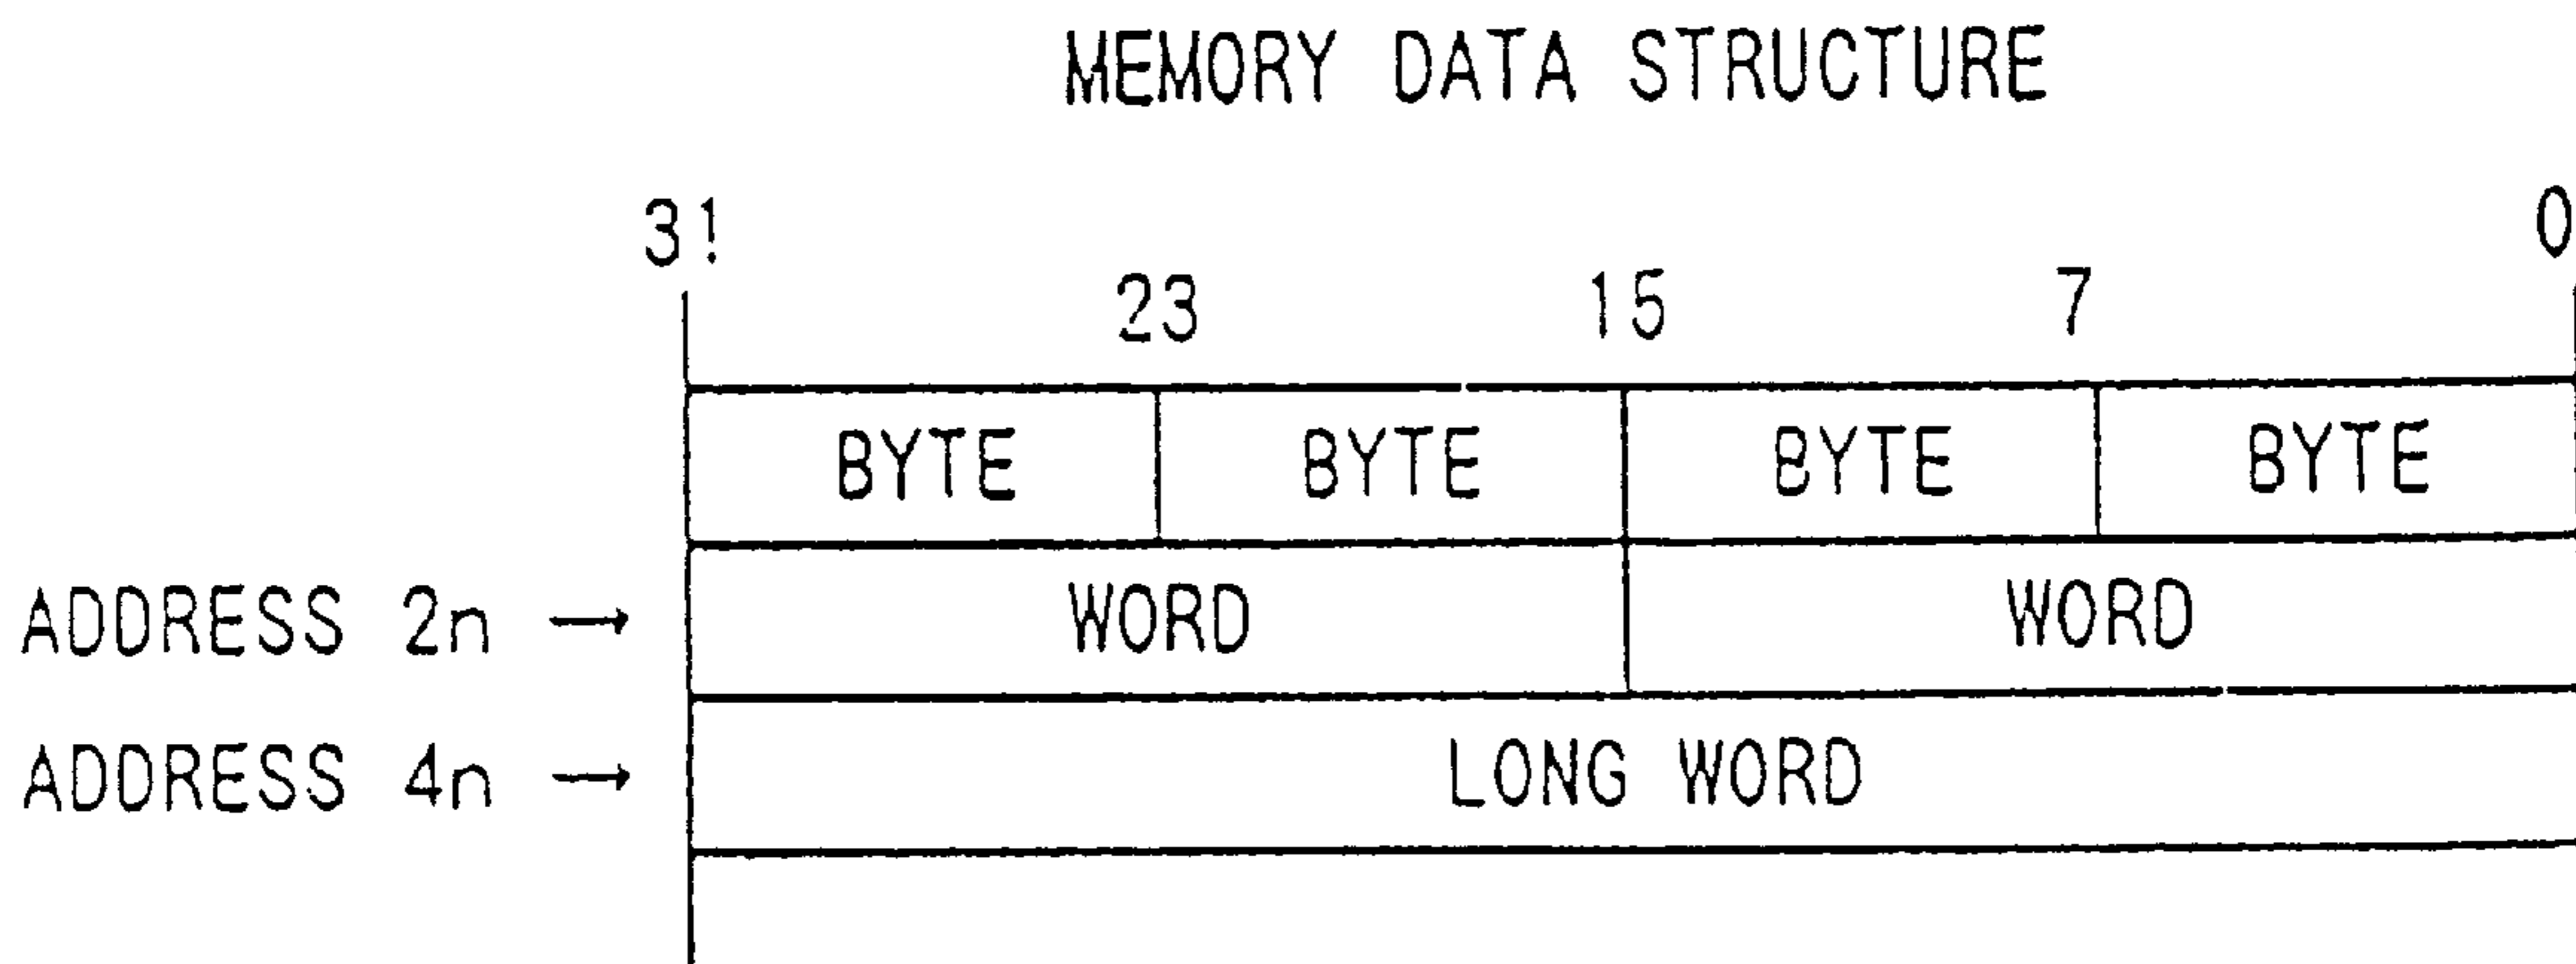 MEMORY DATA STRUCTURE
31 0
23 15 7
BYTE BYTE BYTE BYTE
ADDRESS 2n → WORD WORD
ADDRESS 4n → LONG WORD